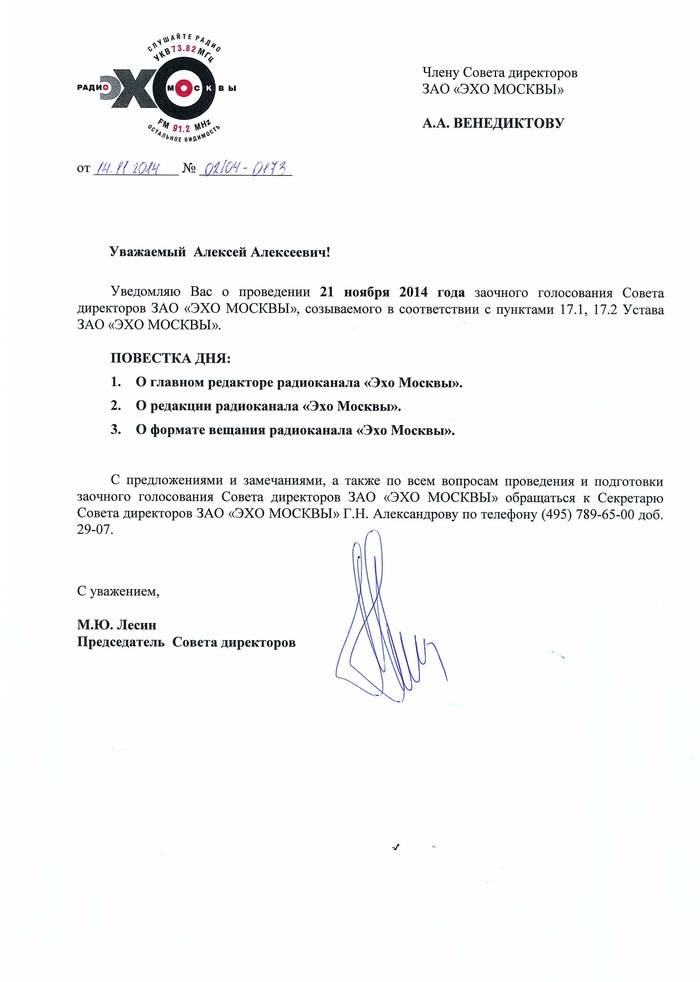 СЛУШАЙТЕ РАДИО
УКВ 73.82 МГц
РАДИО ЭХО МОСКВЫ
FM 91.2 MHz
ОСТАЛЬНОЕ ВИДИМОСТЬ
Члену Совета директоров
ЗАО «ЭХО МОСКВЫ»
А.А. ВЕНЕДИКТОВУ
от 14.11.2014 № 02/04-0173
Уважаемый Алексей Алексеевич!
Уведомляю Вас о проведении 21 ноября 2014 года заочного голосования Совета
директоров ЗАО «ЭХО МОСКВЫ», созываемого в соответствии с пунктами 17.1, 17.2 Устава
ЗАО «ЭХО МОСКВЫ».
ПОВЕСТКА ДНЯ:
1. О главном редакторе радиоканала «Эхо Москвы».
2. О редакции радиоканала «Эхо Москвы».
3. О формате вещания радиоканала «Эхо Москвы».
С предложениями и замечаниями, а также по всем вопросам проведения и подготовки
заочного голосования Совета директоров ЗАО «ЭХО МОСКВЫ» обращаться к Секретарю
Совета директоров ЗАО «ЭХО МОСКВЫ» Г.Н. Александрову по телефону (495) 789-65-00 доб.
29-07.
С уважением,
М.Ю. Лесин
Председатель Совета директоров